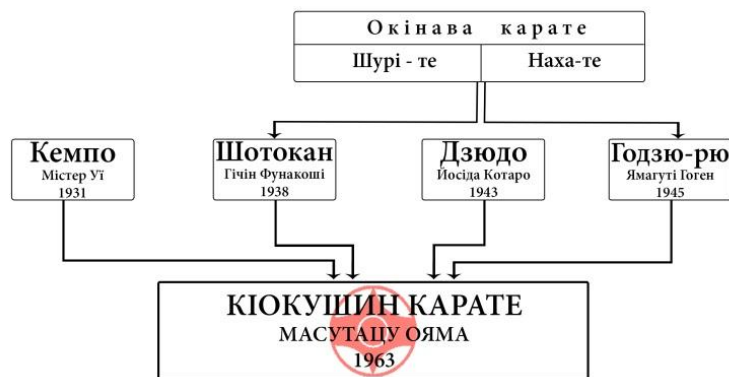 Окінава карате
Шурі - те Наха-те
Кемпо
Містер Уї
1931
Шотокан
Гічін Функоші
1938
Дзюдо
Йосіда Котаро
1943
Годзю-рю
Ямагуті Гоген
1945
КІОКУШИН КАРАТЕ
МАСУТАЦУ ОЯМА
1963